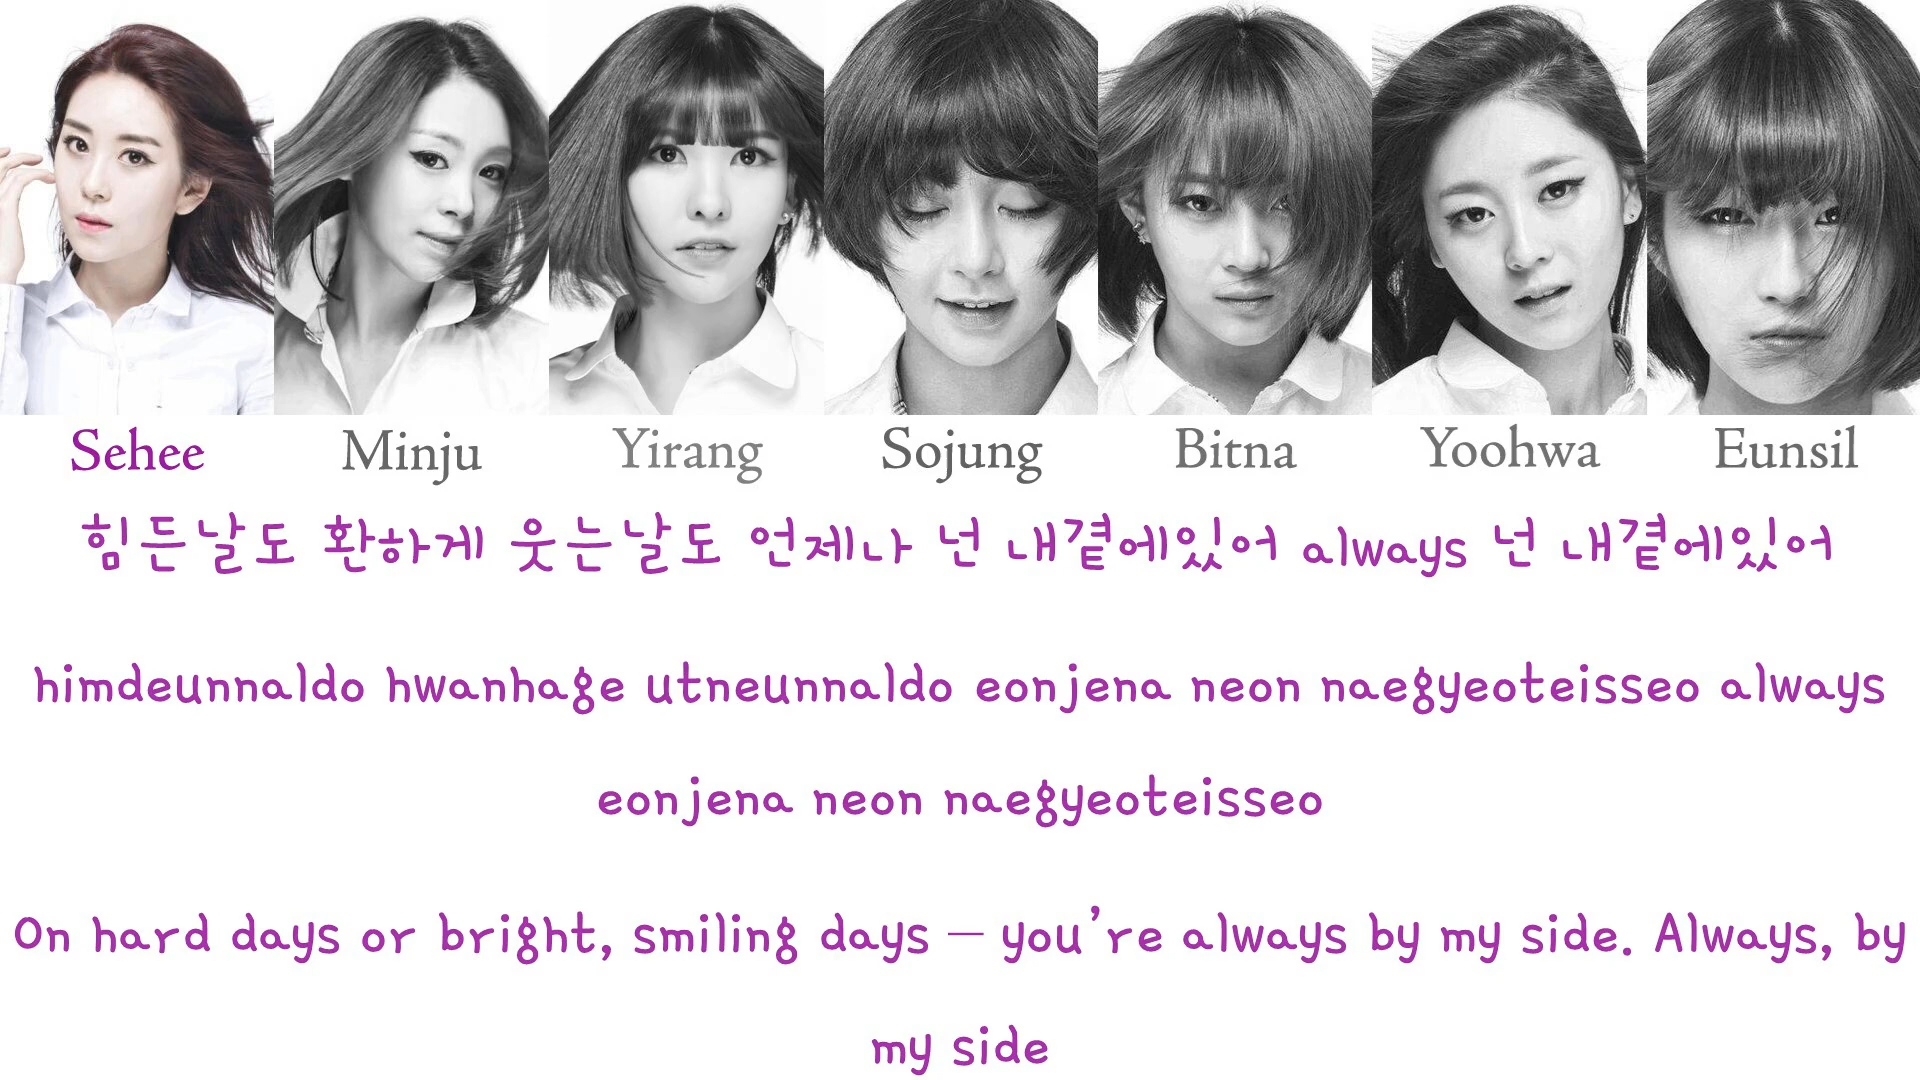 Sehee Minju Yirang Sojung Bitna Yoohwa Eunsil
힘든날도 환하게 웃는날도 언제나 넌 내곁에있어 always 넌 내곁에있어
himdeunnaldo hwanhage utneunnaldo eonjena neon naegyeoteisseo always
eonjena neon naegyeoteisseo
On hard days or bright, smiling days – you’re always by my side. Always, by
my side